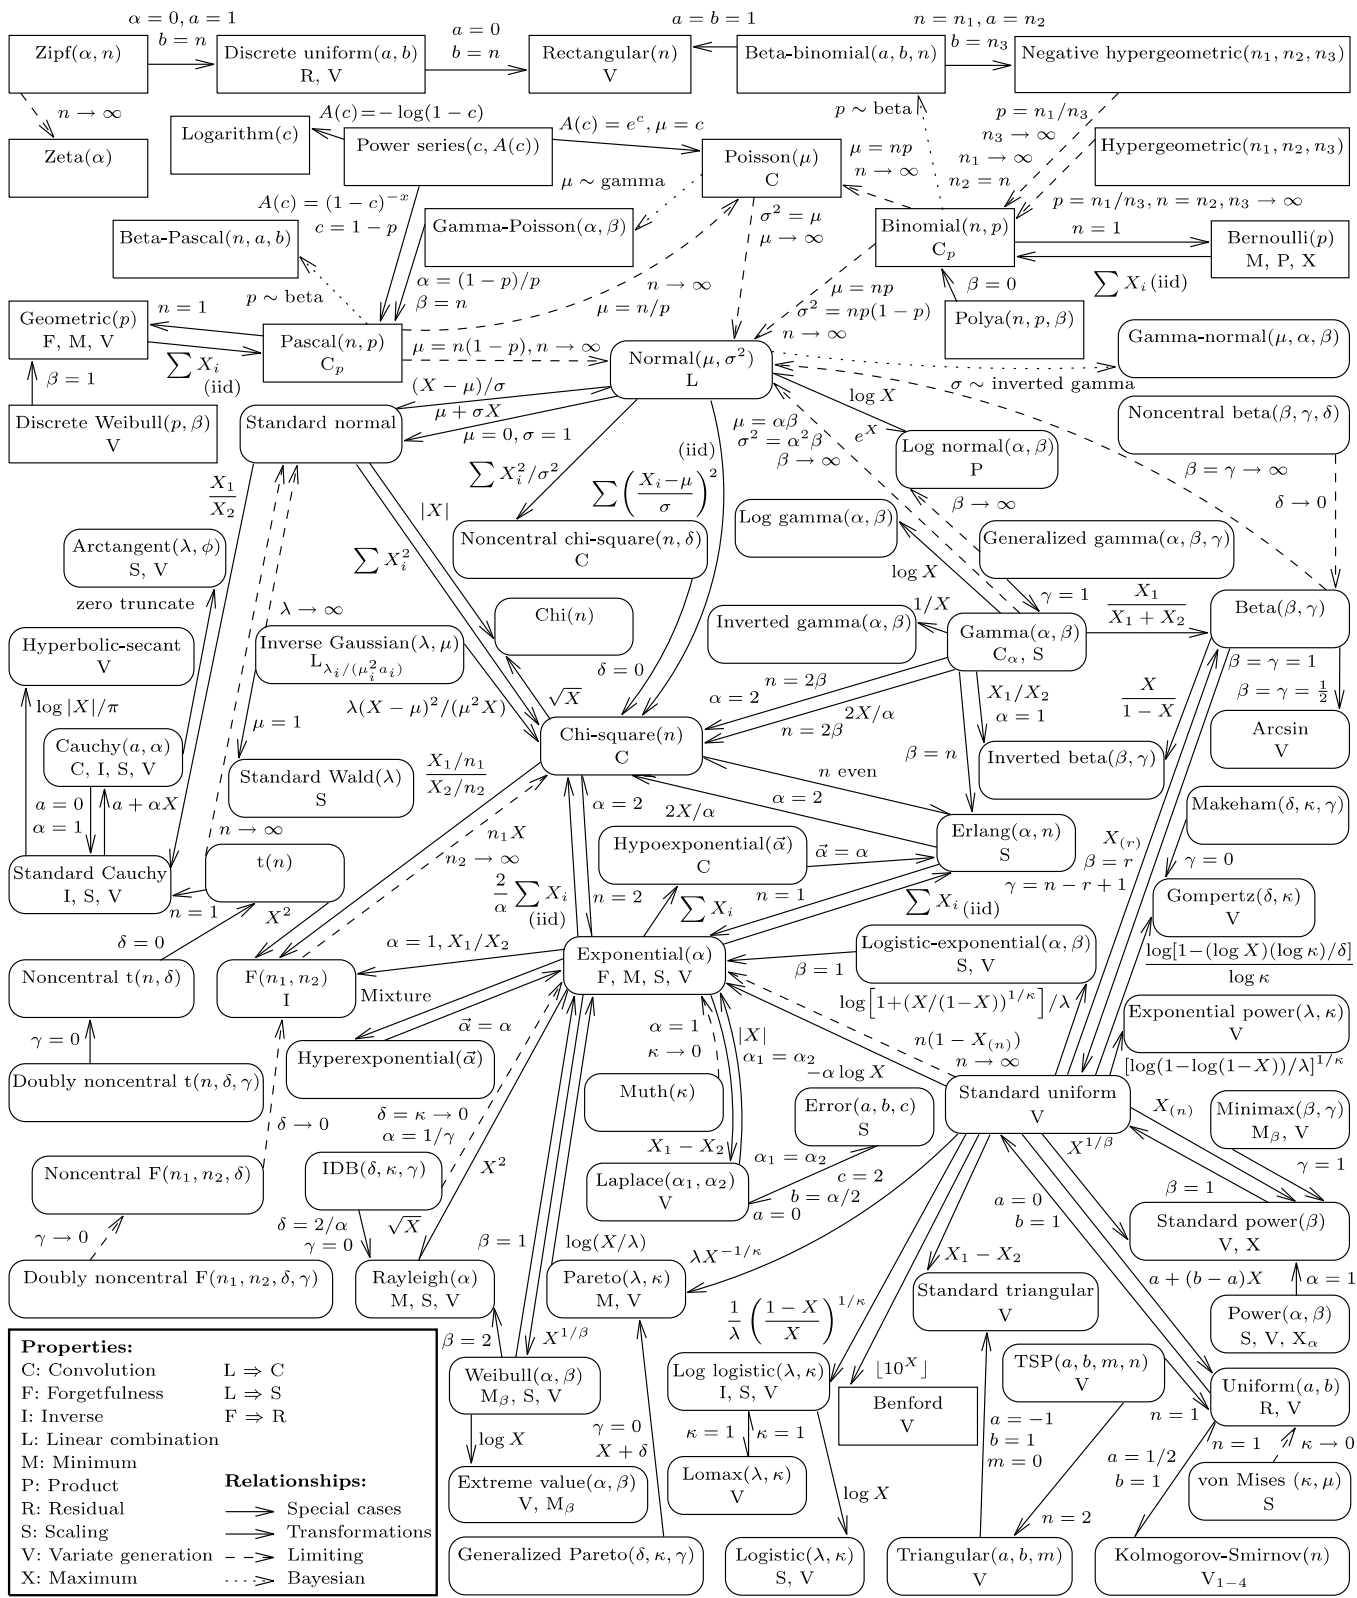 α = 0, a = 1
b = n
a = 0
b = n
a = b = 1
n = n₁, a = n₂
b = n₃
Zipf(α, n)
Discrete uniform(a, b)
R, V
Rectangular(n)
V
Beta-binomial(a, b, n)
Negative hypergeometric(n₁, n₂, n₃)
n → ∞
A(c) = −log(1 − c)
A(c) = eᶜ, μ = c
p ∼ beta
p = n₁/n₃
n₃ → ∞
n₁ → ∞
n₂ = n
Zeta(α)
Logarithm(c)
Power series(c, A(c))
Poisson(μ)
C
μ = np
n → ∞
Hypergeometric(n₁, n₂, n₃)
p = n₁/n₃, n = n₂, n₃ → ∞
A(c) = (1 − c)⁻ˣ
c = 1 − p
μ ∼ gamma
σ² = μ
μ → ∞
Beta-Pascal(n, a, b)
Gamma-Poisson(α, β)
Binomial(n, p)
Cₚ
n = 1
Bernoulli(p)
M, P, X
∑ Xᵢ (iid)
p ∼ beta
α = (1 − p)/p
β = n
n → ∞
μ = n/p
μ = np
σ² = np(1 − p)
n → ∞
β = 0
Polya(n, p, β)
n = 1
Geometric(p)
F, M, V
∑ Xᵢ
(iid)
Pascal(n, p)
Cₚ
μ = n(1 − p), n → ∞
Normal(μ, σ²)
L
Gamma-normal(μ, α, β)
σ ∼ inverted gamma
β = 1
Discrete Weibull(p, β)
V
Standard normal
(X − μ)/σ
μ + σX
μ = 0, σ = 1
log X
eˣ
μ = αβ
σ² = α²β
β → ∞
Log normal(α, β)
P
Noncentral beta(β, γ, δ)
β = γ → ∞
δ → 0
X₁
X₂
|X|
∑ Xᵢ²
∑ Xᵢ²/σ²
(iid)
∑ ((Xᵢ−μ)/σ)²
Noncentral chi-square(n, δ)
C
Log gamma(α, β)
β → ∞
Generalized gamma(α, β, γ)
log X
γ = 1
X₁
X₁ + X₂
Arctangent(λ, ϕ)
S, V
zero truncate
λ → ∞
Hyperbolic-secant
V
Inverse Gaussian(λ, μ)
L λᵢ/(μᵢ²aᵢ)
Chi(n)
Inverted gamma(α, β)
1/X
Gamma(α, β)
C_α, S
Beta(β, γ)
δ = 0
log |X|/π
λ(X − μ)²/(μ²X)
√X
α = 2
n = 2β
2X/α
n = 2β
X₁/X₂
α = 1
X
1 − X
β = γ = 1
β = γ = ½
Cauchy(a, α)
C, I, S, V
μ = 1
Chi-square(n)
C
β = n
Inverted beta(β, γ)
Arcsin
V
Standard Wald(λ)
S
X₁/n₁
X₂/n₂
a = 0
α = 1
a + αX
α = 2
n even
α = 2
2X/α
Makeham(δ, κ, γ)
n → ∞
n₁X
n₂ → ∞
Hypoexponential(α⃗)
C
α⃗ = α
Erlang(α, n)
S
X₍ᵣ₎
β = r
γ = n − r + 1
γ = 0
Standard Cauchy
I, S, V
t(n)
n = 1
X²
2/α ∑ Xᵢ
(iid)
n = 2
∑ Xᵢ
n = 1
∑ Xᵢ (iid)
Gompertz(δ, κ)
V
δ = 0
α = 1, X₁/X₂
Exponential(α)
F, M, S, V
Logistic-exponential(α, β)
S, V
β = 1
log[1−(log X)(log κ)/δ]
log κ
Noncentral t(n, δ)
F(n₁, n₂)
I
Mixture
log[1+(X/(1−X))^{1/κ}]/λ
Exponential power(λ, κ)
V
γ = 0
α⃗ = α
Hyperexponential(α⃗)
α = 1
κ → 0
|X|
α₁ = α₂
n(1 − X₍ₙ₎)
n → ∞
−α log X
[log(1−log(1−X))/λ]^{1/κ}
Doubly noncentral t(n, δ, γ)
Muth(κ)
Standard uniform
V
X₍ₙ₎
δ → 0
δ = κ → 0
α = 1/γ
Error(a, b, c)
S
X^{1/β}
Minimax(β, γ)
M_β, V
Noncentral F(n₁, n₂, δ)
IDB(δ, κ, γ)
X²
X₁ − X₂
α₁ = α₂
Laplace(α₁, α₂)
V
c = 2
b = α/2
a = 0
β = 1
γ = 1
γ → 0
δ = 2/α
γ = 0
√X
β = 1
log(X/λ)
λX^{−1/κ}
X₁ − X₂
a = 0
b = 1
Standard power(β)
V, X
Doubly noncentral F(n₁, n₂, δ, γ)
Rayleigh(α)
M, S, V
Pareto(λ, κ)
M, V
Standard triangular
V
a + (b − a)X
α = 1
β = 2
X^{1/β}
1/λ ((1 − X)/X)^{1/κ}
Power(α, β)
S, V, X_α
Properties:
C: Convolution L ⇒ C
F: Forgetfulness L ⇒ S
I: Inverse F ⇒ R
L: Linear combination
M: Minimum
P: Product
R: Residual
S: Scaling
V: Variate generation
X: Maximum
Relationships:
Special cases
Transformations
Limiting
Bayesian
Weibull(α, β)
M_β, S, V
Log logistic(λ, κ)
I, S, V
⌊10ˣ⌋
Benford
V
TSP(a, b, m, n)
V
Uniform(a, b)
R, V
log X
γ = 0
X + δ
κ = 1
κ = 1
a = −1
b = 1
m = 0
n = 1
a = 1/2
b = 1
n = 1
κ → 0
Extreme value(α, β)
V, M_β
Lomax(λ, κ)
V
log X
n = 2
von Mises (κ, μ)
S
Generalized Pareto(δ, κ, γ)
Logistic(λ, κ)
S, V
Triangular(a, b, m)
V
Kolmogorov-Smirnov(n)
V₁₋₄